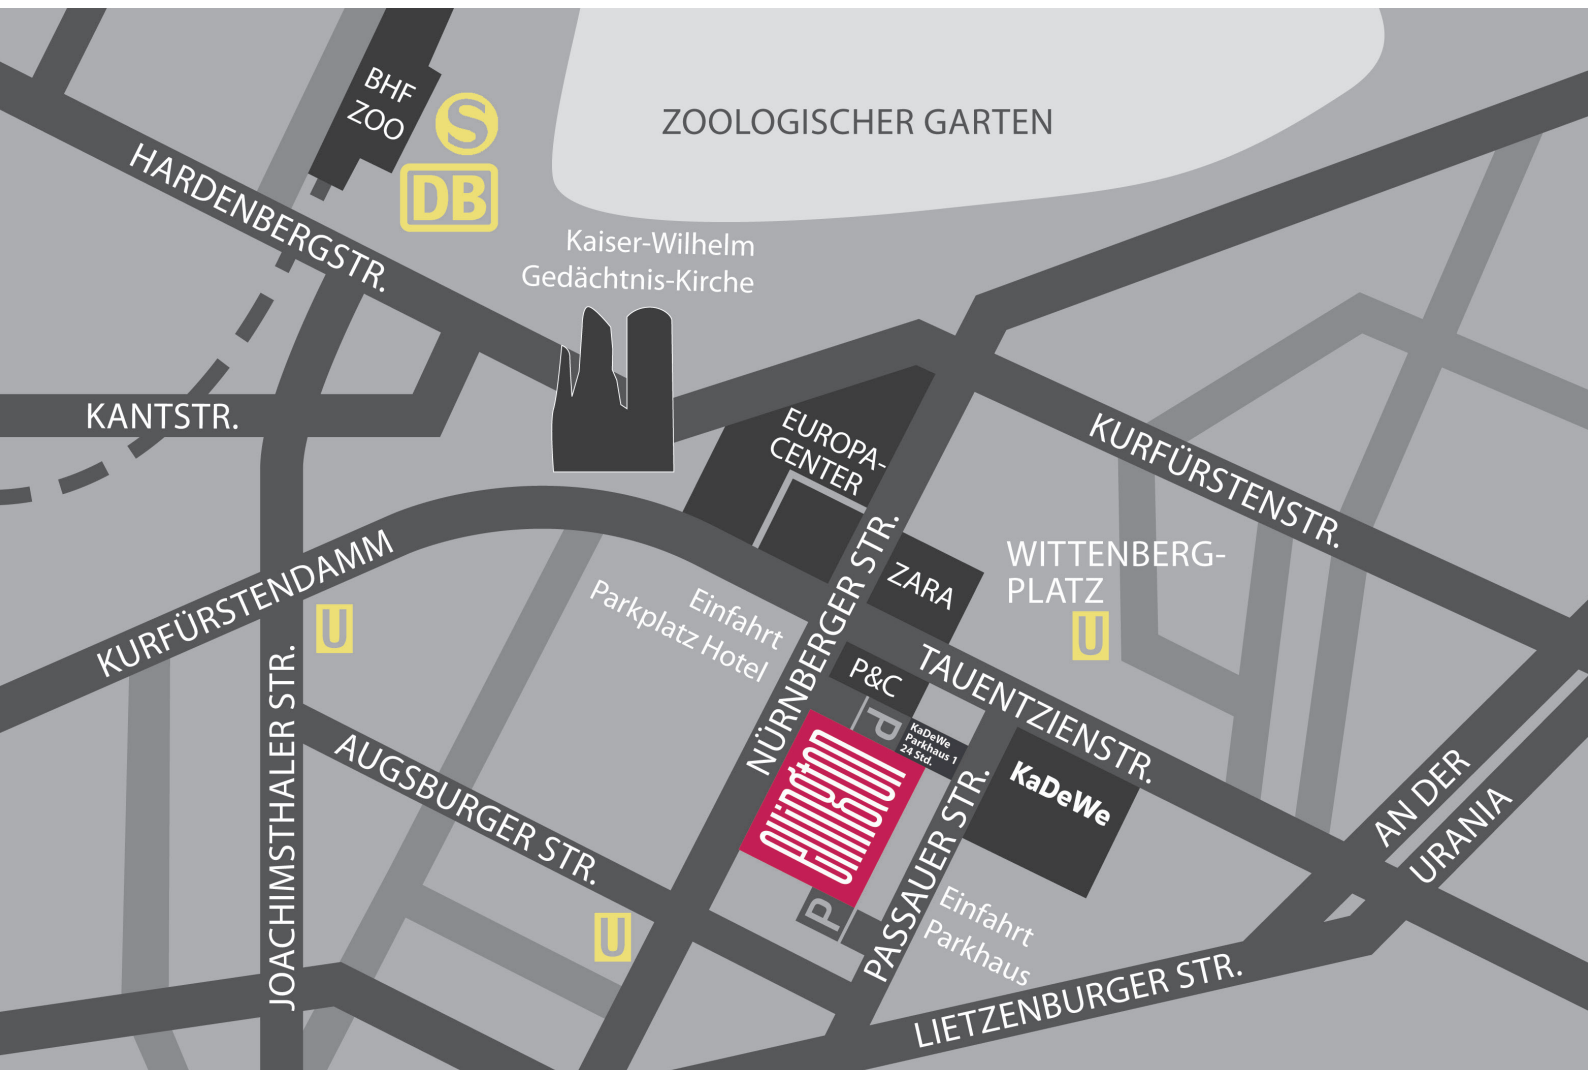 BHF
ZOO
S
DB
ZOOLOGISCHER GARTEN
HARDENBERGSTR.
Kaiser-Wilhelm
Gedächtnis-Kirche
KANTSTR.
EUROPA-
CENTER
KURFÜRSTENSTR.
KURFÜRSTENDAMM
U
WITTENBERG-
PLATZ
U
ZARA
Einfahrt
Parkplatz Hotel
NÜRNBERGER STR.
P&C
TAUENTZIENSTR.
JOACHIMSTHALER STR.
AUGSBURGER STR.
P
KaDeWe
Parkhaus 1
24 Std.
ellington
KaDeWe
PASSAUER STR.
AN DER
URANIA
U
P
Einfahrt
Parkhaus
LIETZENBURGER STR.